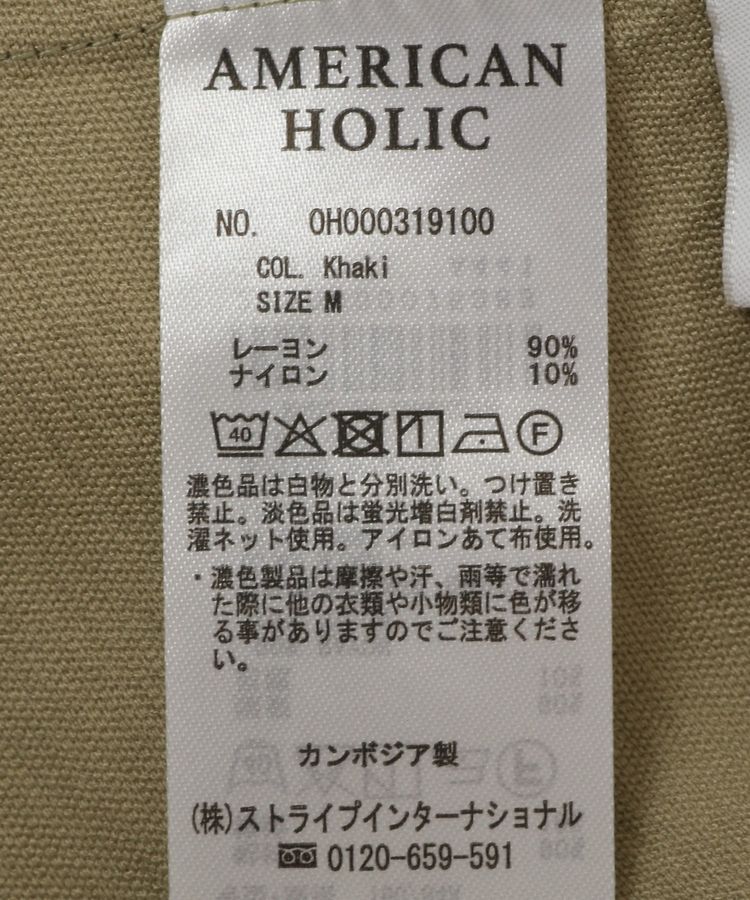 AMERICAN
HOLIC
NO. 0H000319100
COL. Khaki
SIZE M
レーヨン 90%
ナイロン 10%
40 F
濃色品は白物と分別洗い。つけ置き
禁止。淡色品は蛍光増白剤禁止。洗
濯ネット使用。アイロンあて布使用。
・濃色製品は摩擦や汗、雨等で濡れ
た際に他の衣類や小物類に色が移
る事がありますのでご注意くださ
い。
カンボジア製
(株)ストライプインターナショナル
0120-659-591